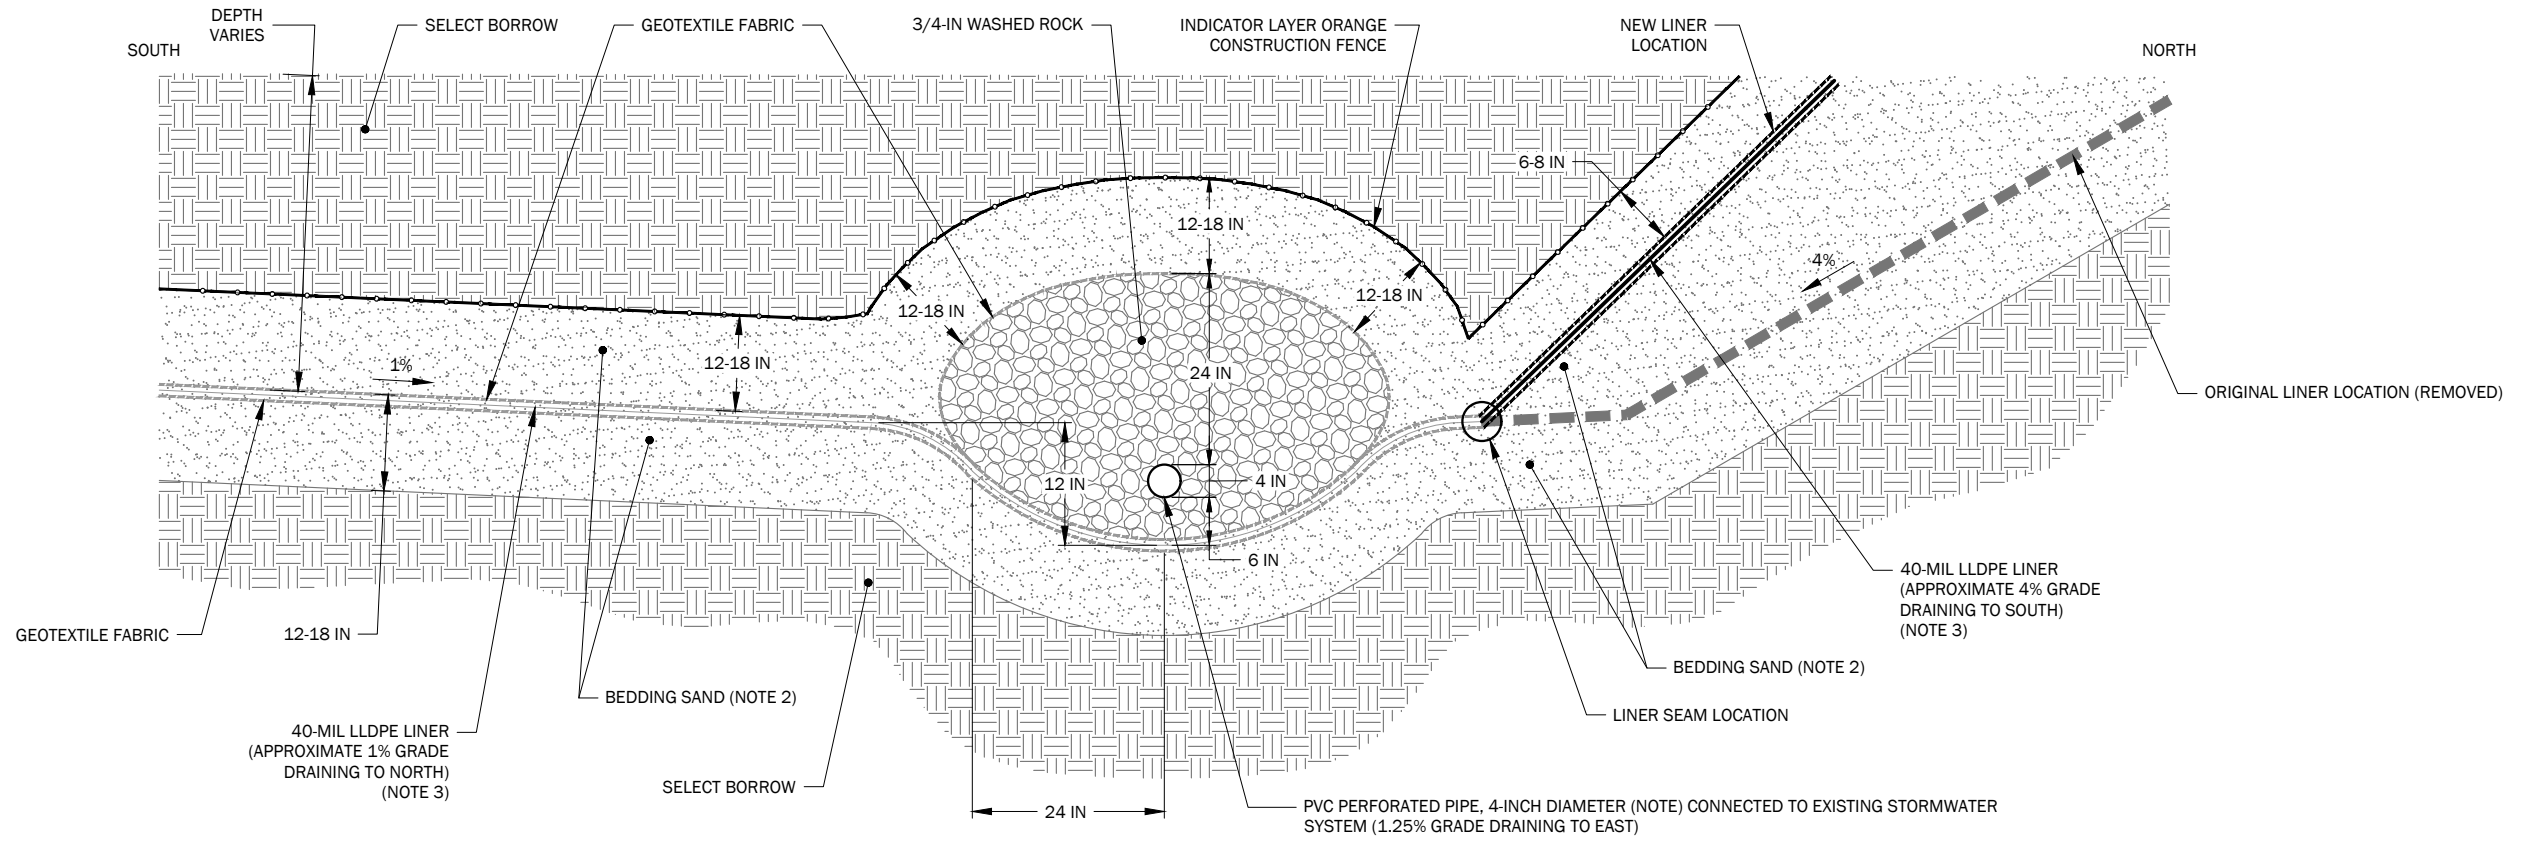 DEPTH
VARIES
SOUTH
SELECT BORROW
GEOTEXTILE FABRIC
3/4-IN WASHED ROCK
INDICATOR LAYER ORANGE
CONSTRUCTION FENCE
NEW LINER
LOCATION
NORTH
6-8 IN
12-18 IN
4%
12-18 IN
12-18 IN
1%
12-18 IN
24 IN
ORIGINAL LINER LOCATION (REMOVED)
12 IN
4 IN
6 IN
40-MIL LLDPE LINER
(APPROXIMATE 4% GRADE
DRAINING TO SOUTH)
(NOTE 3)
GEOTEXTILE FABRIC
12-18 IN
BEDDING SAND (NOTE 2)
BEDDING SAND (NOTE 2)
LINER SEAM LOCATION
40-MIL LLDPE LINER
(APPROXIMATE 1% GRADE
DRAINING TO NORTH)
(NOTE 3)
SELECT BORROW
24 IN
PVC PERFORATED PIPE, 4-INCH DIAMETER (NOTE) CONNECTED TO EXISTING STORMWATER
SYSTEM (1.25% GRADE DRAINING TO EAST)